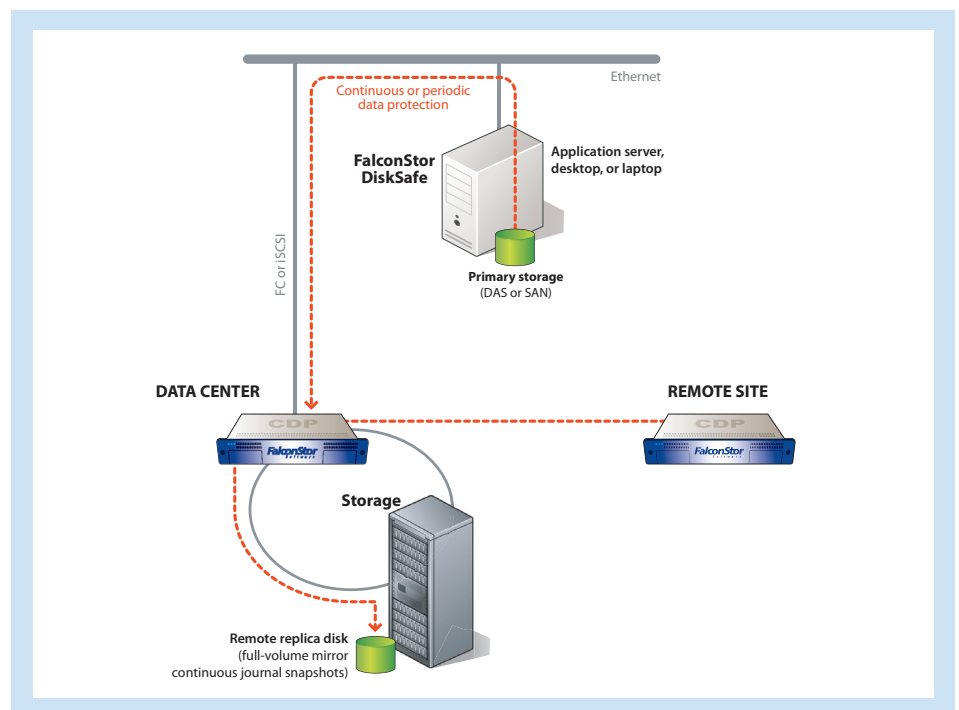 Ethernet
Continuous or periodic
data protection
FalconStor
DiskSafe
Application server,
desktop, or laptop
FC or iSCSI
Primary storage
(DAS or SAN)
DATA CENTER
REMOTE SITE
CDP
FalconStor
Software
CDP
FalconStor
Software
Storage
Remote replica disk
(full-volume mirror
continuous journal snapshots)